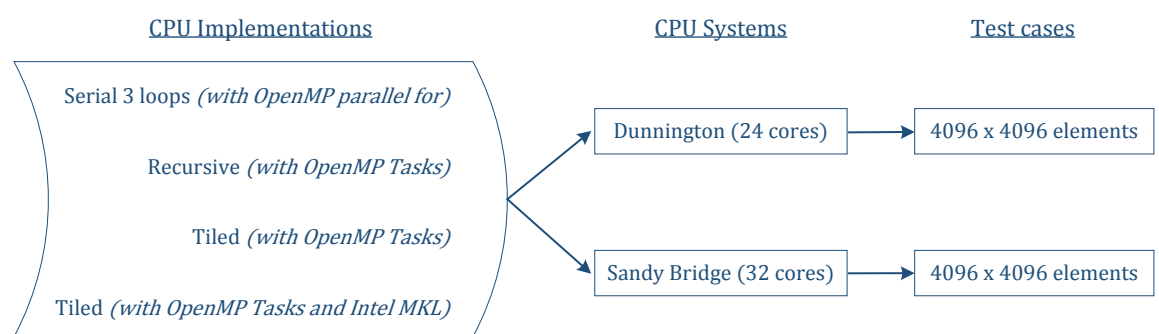 CPU Implementations
Serial 3 loops (with OpenMP parallel for)
Recursive (with OpenMP Tasks)
Tiled (with OpenMP Tasks)
Tiled (with OpenMP Tasks and Intel MKL)
CPU Systems
Dunnington (24 cores)
Sandy Bridge (32 cores)
Test cases
4096 x 4096 elements
4096 x 4096 elements